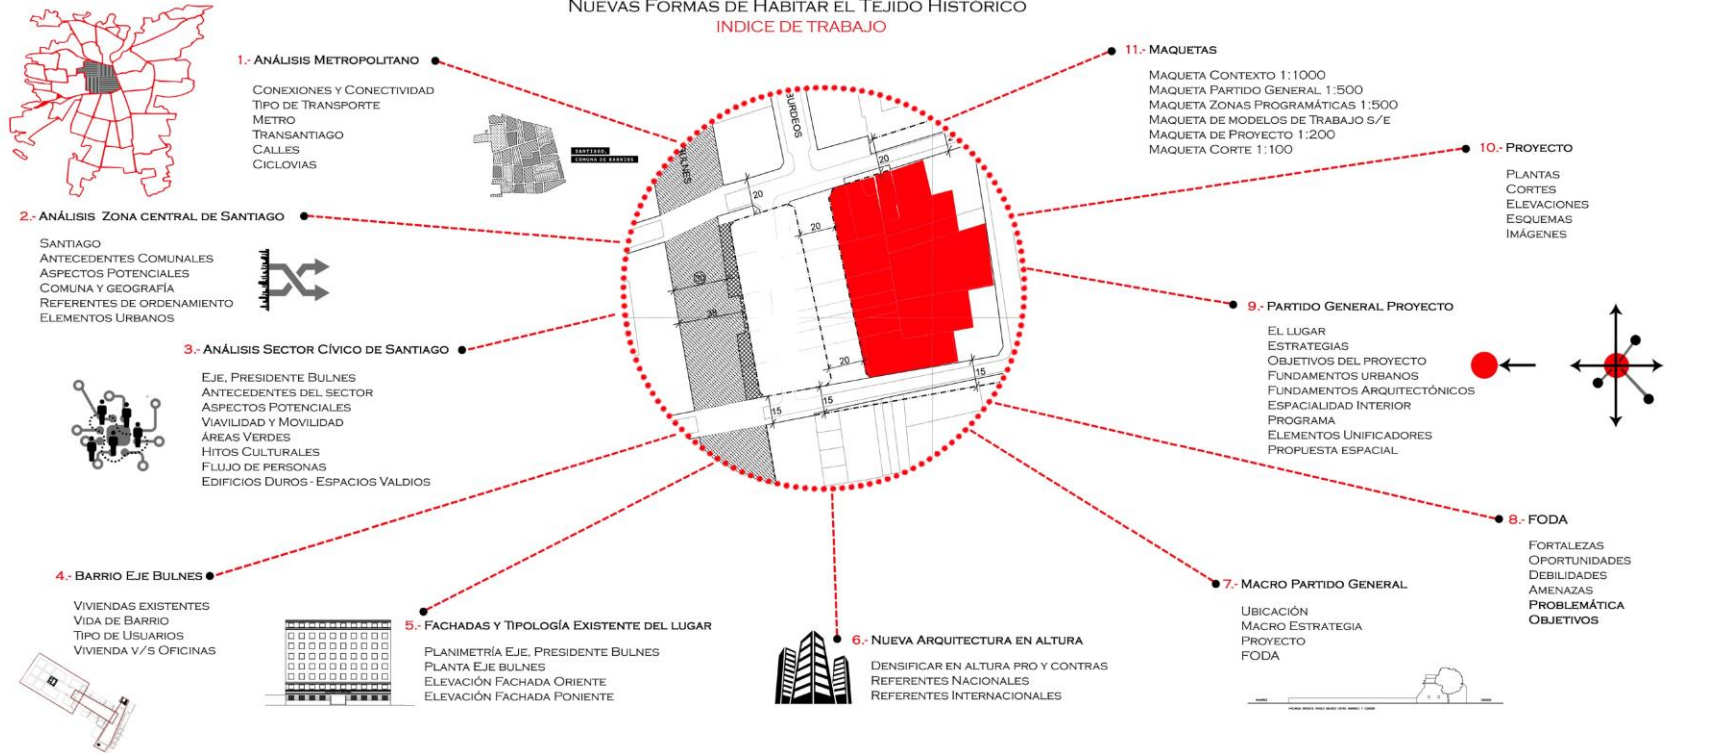 NUEVAS FORMAS DE HABITAR EL TEJIDO HISTÓRICO
INDICE DE TRABAJO
1.- ANÁLISIS METROPOLITANO
CONEXIONES Y CONECTIVIDAD
TIPO DE TRANSPORTE
METRO
TRANSANTIAGO
CALLES
CICLOVIAS
SANTIAGO,
COMUNA DE BARRIOS
2.- ANÁLISIS ZONA CENTRAL DE SANTIAGO
SANTIAGO
ANTECEDENTES COMUNALES
ASPECTOS POTENCIALES
COMUNA Y GEOGRAFÍA
REFERENTES DE ORDENAMIENTO
ELEMENTOS URBANOS
3.- ANÁLISIS SECTOR CÍVICO DE SANTIAGO
EJE, PRESIDENTE BULNES
ANTECEDENTES DEL SECTOR
ASPECTOS POTENCIALES
VIAVILIDAD Y MOVILIDAD
ÁREAS VERDES
HITOS CULTURALES
FLUJO DE PERSONAS
EDIFICIOS DUROS - ESPACIOS VALDIOS
4.- BARRIO EJE BULNES
VIVIENDAS EXISTENTES
VIDA DE BARRIO
TIPO DE USUARIOS
VIVIENDA V/S OFICINAS
5.- FACHADAS Y TIPOLOGÍA EXISTENTE DEL LUGAR
PLANIMETRÍA EJE, PRESIDENTE BULNES
PLANTA EJE BULNES
ELEVACIÓN FACHADA ORIENTE
ELEVACIÓN FACHADA PONIENTE
6.- NUEVA ARQUITECTURA EN ALTURA
DENSIFICAR EN ALTURA PRO Y CONTRAS
REFERENTES NACIONALES
REFERENTES INTERNACIONALES
7.- MACRO PARTIDO GENERAL
UBICACIÓN
MACRO ESTRATEGIA
PROYECTO
FODA
8.- FODA
FORTALEZAS
OPORTUNIDADES
DEBILIDADES
AMENAZAS
PROBLEMÁTICA
OBJETIVOS
9.- PARTIDO GENERAL PROYECTO
EL LUGAR
ESTRATEGIAS
OBJETIVOS DEL PROYECTO
FUNDAMENTOS URBANOS
FUNDAMENTOS ARQUITECTÓNICOS
ESPACIALIDAD INTERIOR
PROGRAMA
ELEMENTOS UNIFICADORES
PROPUESTA ESPACIAL
10.- PROYECTO
PLANTAS
CORTES
ELEVACIONES
ESQUEMAS
IMÁGENES
11.- MAQUETAS
MAQUETA CONTEXTO 1:1000
MAQUETA PARTIDO GENERAL 1:500
MAQUETA ZONAS PROGRAMÁTICAS 1:500
MAQUETA DE MODELOS DE TRABAJO S/E
MAQUETA DE PROYECTO 1:200
MAQUETA CORTE 1:100
BULNES
BURDEOS
20
20
20
38
20
15
15
15